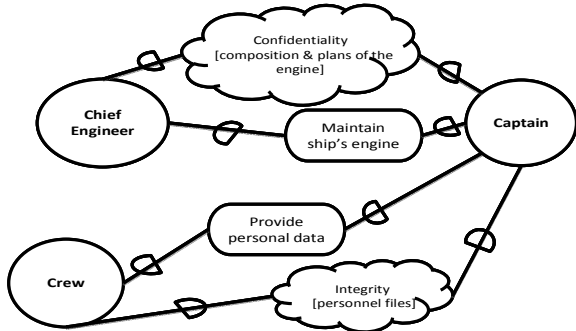 Confidentiality
[composition & plans of the
engine]
Chief
Engineer
Maintain
ship's engine
Captain
Provide
personal data
Crew
Integrity
[personnel files]